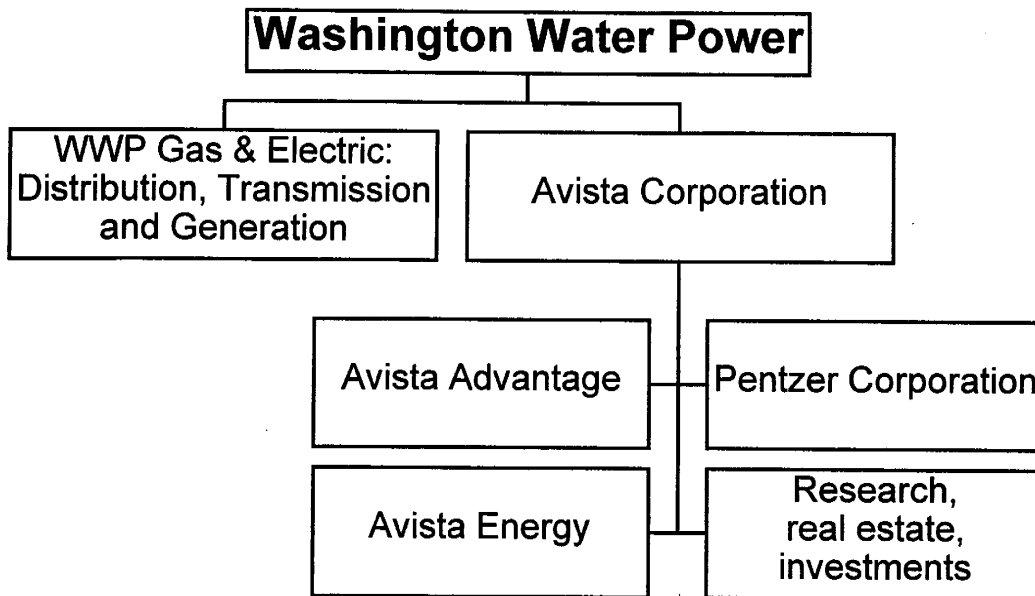 Washington Water Power
WWP Gas & Electric:
Distribution, Transmission
and Generation
Avista Corporation
Avista Advantage
Pentzer Corporation
Avista Energy
Research,
real estate,
investments